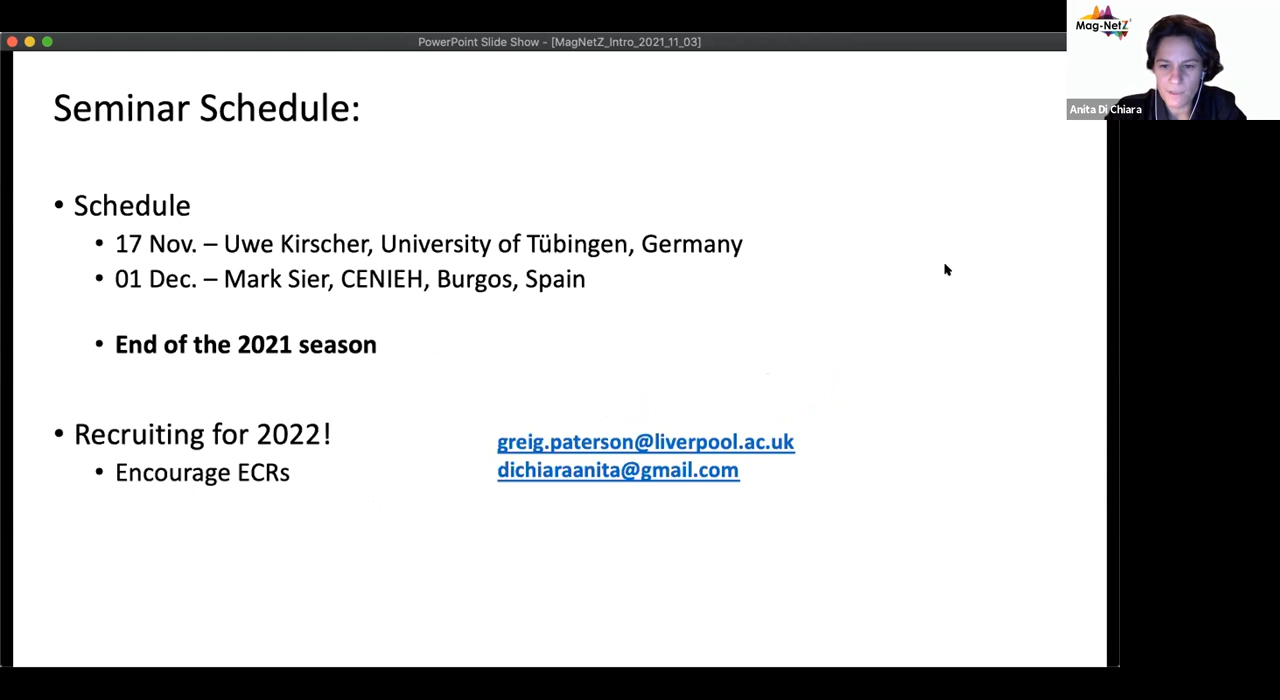 PowerPoint Slide Show - [MagNetZ_Intro_2021_11_03]
Mag-NetZ
Anita Di Chiara
Seminar Schedule:
• Schedule
• 17 Nov. – Uwe Kirscher, University of Tübingen, Germany
• 01 Dec. – Mark Sier, CENIEH, Burgos, Spain
• End of the 2021 season
• Recruiting for 2022!
• Encourage ECRs
greig.paterson@liverpool.ac.uk
dichiaraanita@gmail.com